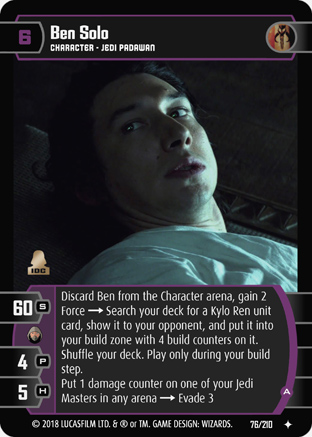 6
Ben Solo
CHARACTER • JEDI PADAWAN
IDC
60 S
4 P
5 H
Discard Ben from the Character arena, gain 2
Force → Search your deck for a Kylo Ren unit
card, show it to your opponent, and put it into
your build zone with 4 build counters on it.
Shuffle your deck. Play only during your build
step.
Put 1 damage counter on one of your Jedi
Masters in any arena → Evade 3
A
© 2018 LUCASFILM LTD. & ® or TM. GAME DESIGN: WIZARDS.
76/210